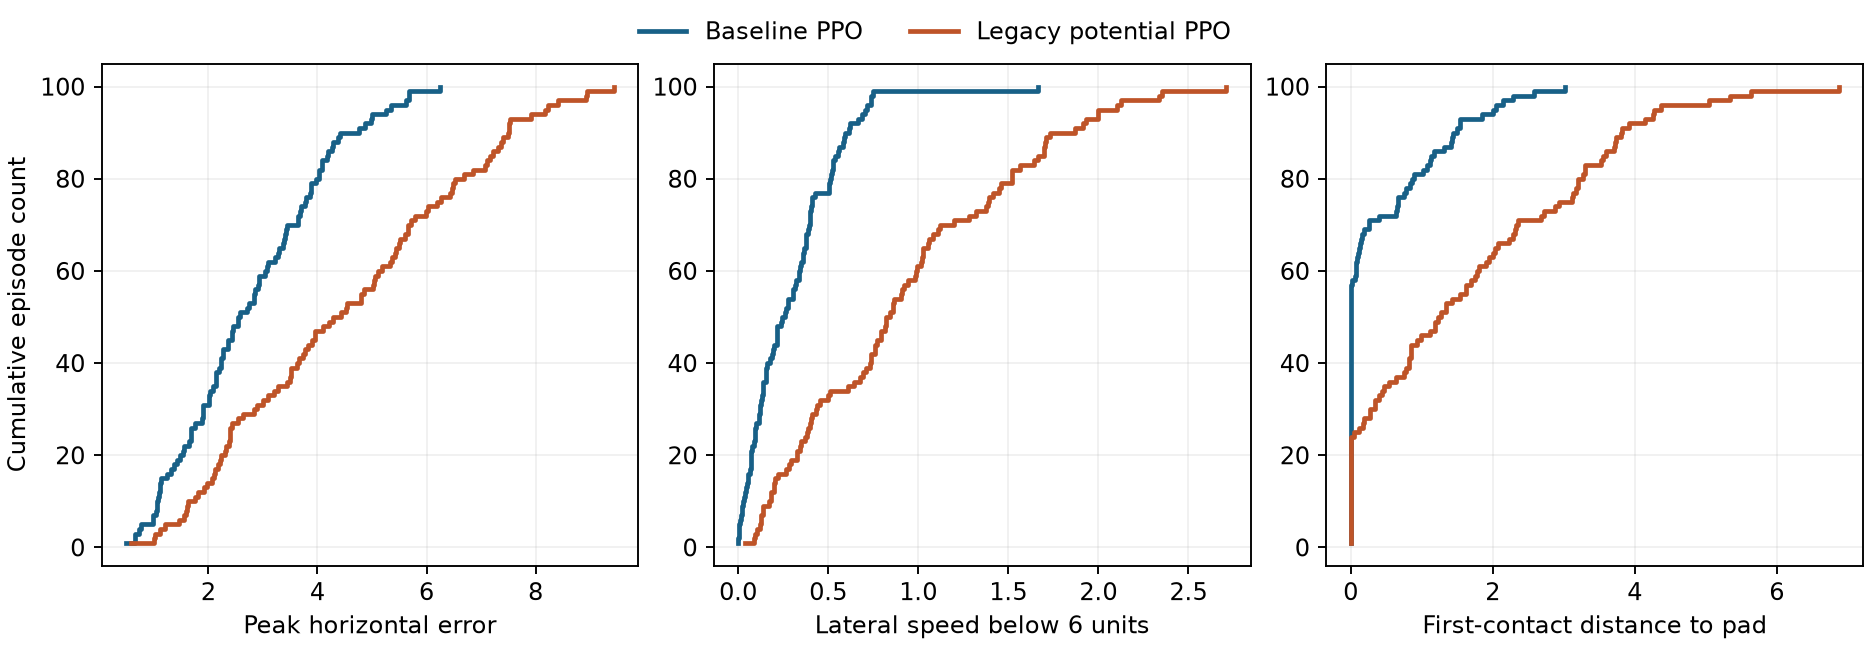 Baseline PPO Legacy potential PPO
Cumulative episode count
100
80
60
40
20
0
2 4 6 8
Peak horizontal error
100
80
60
40
20
0
0.0 0.5 1.0 1.5 2.0 2.5
Lateral speed below 6 units
100
80
60
40
20
0
0 2 4 6
First-contact distance to pad